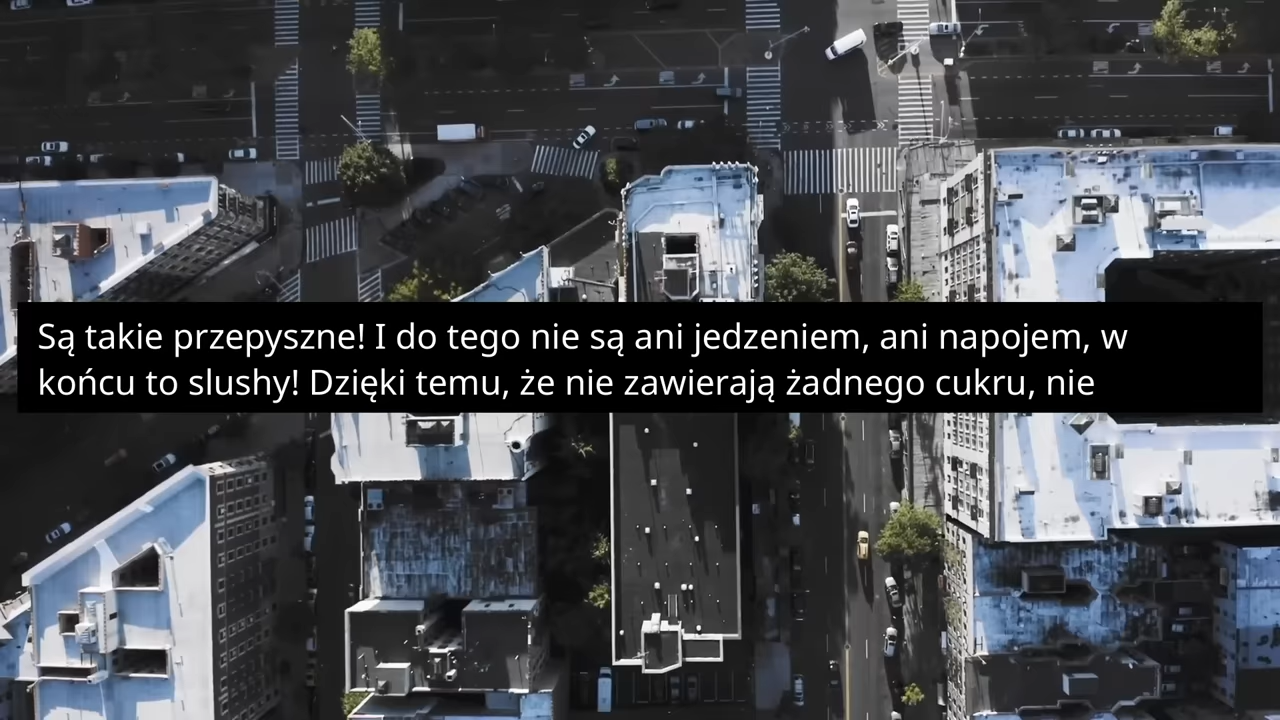 Są takie przepyszne! I do tego nie są ani jedzeniem, ani napojem, w
końcu to slushy! Dzięki temu, że nie zawierają żadnego cukru, nie